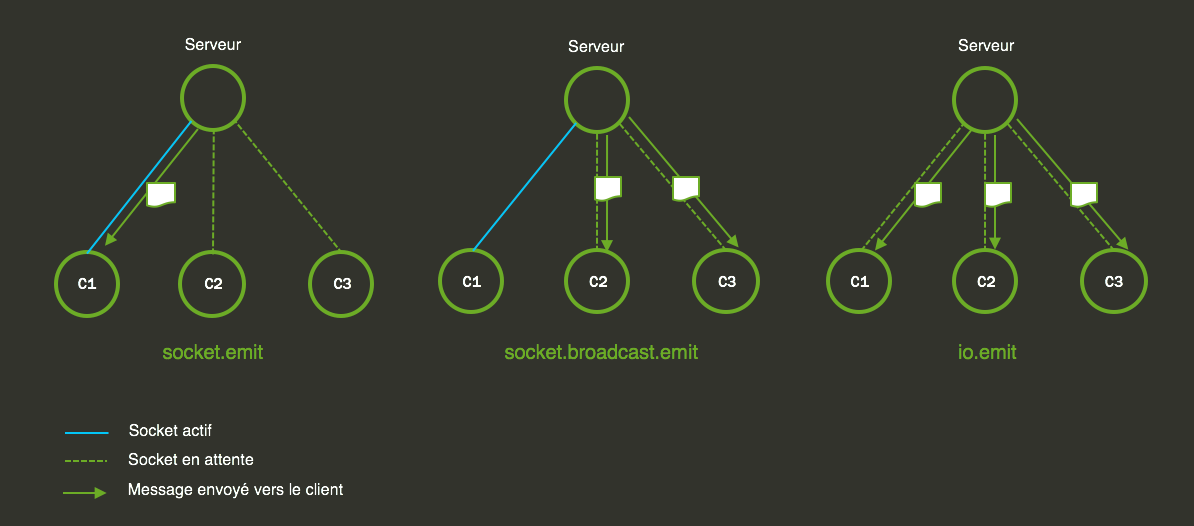 Serveur
C1
C2
C3
socket.emit
Serveur
C1
C2
C3
socket.broadcast.emit
Serveur
C1
C2
C3
io.emit
Socket actif
Socket en attente
Message envoyé vers le client